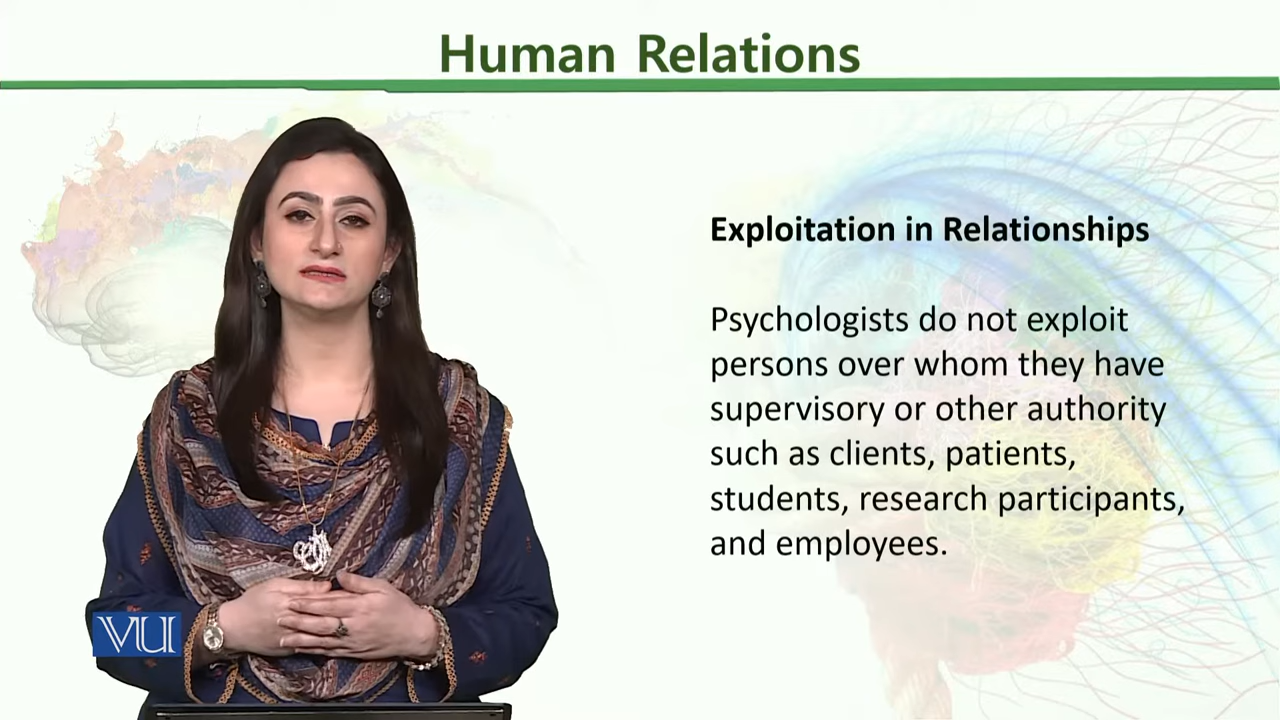 Human Relations
Exploitation in Relationships
Psychologists do not exploit
persons over whom they have
supervisory or other authority
such as clients, patients,
students, research participants,
and employees.
VU